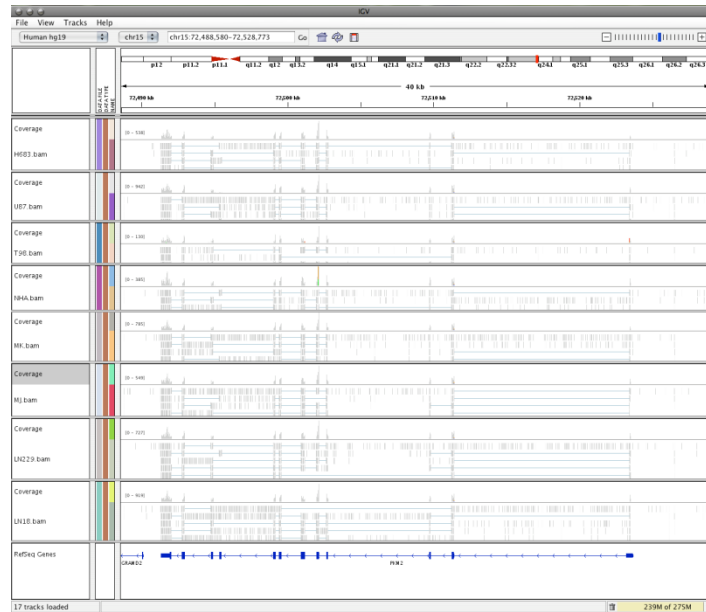 IGV
File View Tracks Help
Human hg19 chr15 chr15:72,488,580-72,528,773 Go
p12 p11.2 p11.1 q11.2 q12 q13.2 q14 q15.1 q21.1 q21.2 q21.3 q22.2 q22.32 q24.1 q25.1 q25.3 q26.1 q26.2 q26.3
40 kb
72,490 kb 72,500 kb 72,510 kb 72,520 kb
DATA FILE
DATA TYPE
NAME
Coverage
H683.bam
Coverage
U87.bam
Coverage
T98.bam
Coverage
NHA.bam
Coverage
MK.bam
Coverage
MJ.bam
Coverage
LN229.bam
Coverage
LN18.bam
RefSeq Genes
PKM2
17 tracks loaded 239M of 275M